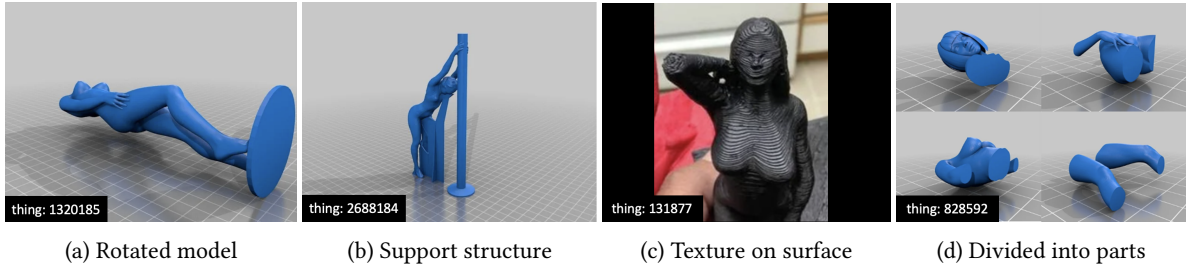 thing: 1320185
thing: 2688184
thing: 131877
thing: 828592
(a) Rotated model
(b) Support structure
(c) Texture on surface
(d) Divided into parts